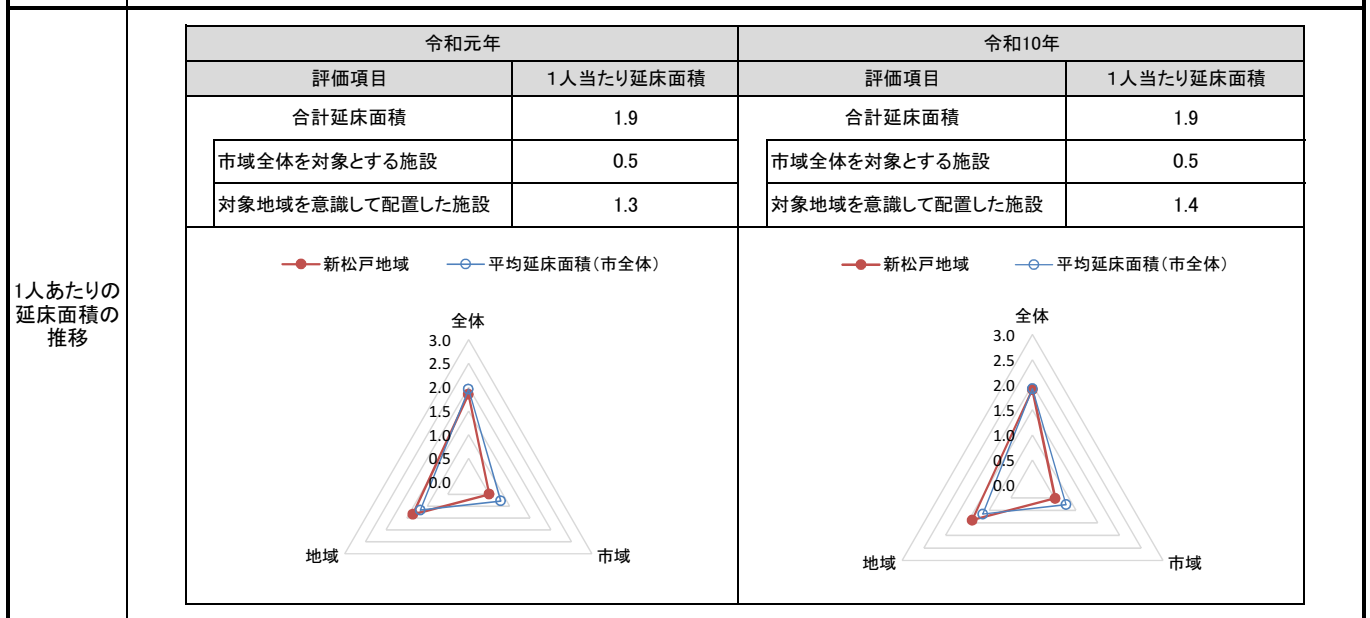 令和元年 令和10年
評価項目 1人当たり延床面積 評価項目 1人当たり延床面積
合計延床面積 1.9 合計延床面積 1.9
市域全体を対象とする施設 0.5 市域全体を対象とする施設 0.5
対象地域を意識して配置した施設 1.3 対象地域を意識して配置した施設 1.4
1人あたりの
延床面積の
推移
新松戸地域 平均延床面積(市全体)
全体
3.0
2.5
2.0
1.5
1.0
0.5
0.0
地域 市域
新松戸地域 平均延床面積(市全体)
全体
3.0
2.5
2.0
1.5
1.0
0.5
0.0
地域 市域